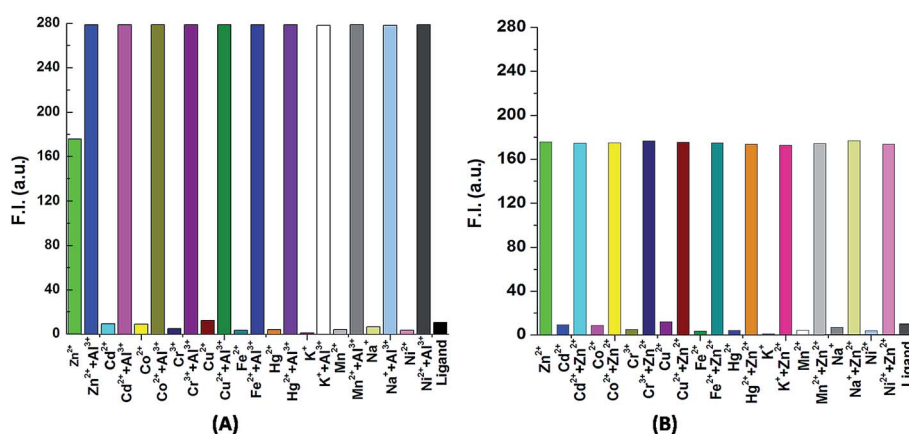 280
240
200
160
120
80
40
0
F.I. (a.u.)
Zn²⁺
Zn²⁺+Al³⁺
Cd²⁺
Cd²⁺+Al³⁺
Co²⁺
Co²⁺+Al³⁺
Cr³⁺
Cr³⁺+Al³⁺
Cu²⁺
Cu²⁺+Al³⁺
Fe²⁺
Fe²⁺+Al³⁺
Hg²⁺
Hg²⁺+Al³⁺
K⁺
K⁺+Al³⁺
Mn²⁺
Mn²⁺+Al³⁺
Na⁺
Na⁺+Al³⁺
Ni²⁺
Ni²⁺+Al³⁺
Ligand
(A)
280
240
200
160
120
80
40
0
F.I. (a.u.)
Zn²⁺
Cd²⁺
Cd²⁺+Zn²⁺
Co²⁺
Co²⁺+Zn²⁺
Cr³⁺
Cr³⁺+Zn²⁺
Cu²⁺
Cu²⁺+Zn²⁺
Fe²⁺
Fe²⁺+Zn²⁺
Hg²⁺
Hg²⁺+Zn²⁺
K⁺
K⁺+Zn²⁺
Mn²⁺
Mn²⁺+Zn²⁺
Na⁺
Na⁺+Zn²⁺
Ni²⁺
Ni²⁺+Zn²⁺
Ligand
(B)